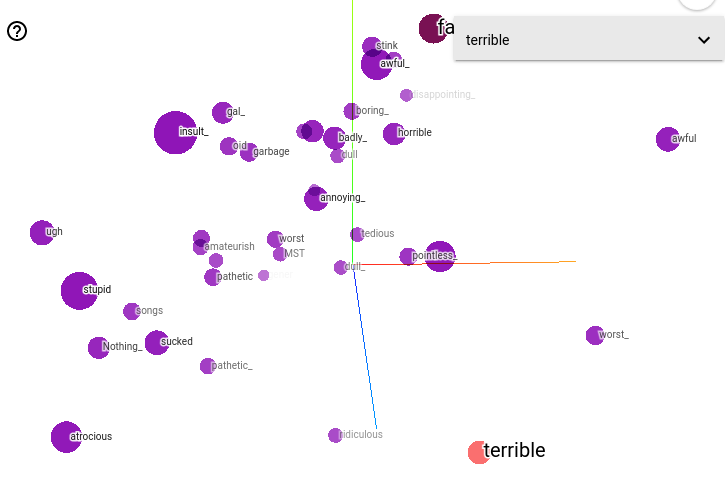 ?
fa
terrible
stink
awful_
disappointing_
gal_
boring_
insult_
badly_
horrible
awful
oid
garbage
dull
annoying_
ugh
tedious
amateurish
worst
MST
pointless_
dull_
pathetic
stupid
songs
worst_
Nothing_
sucked
pathetic_
atrocious
ridiculous
terrible